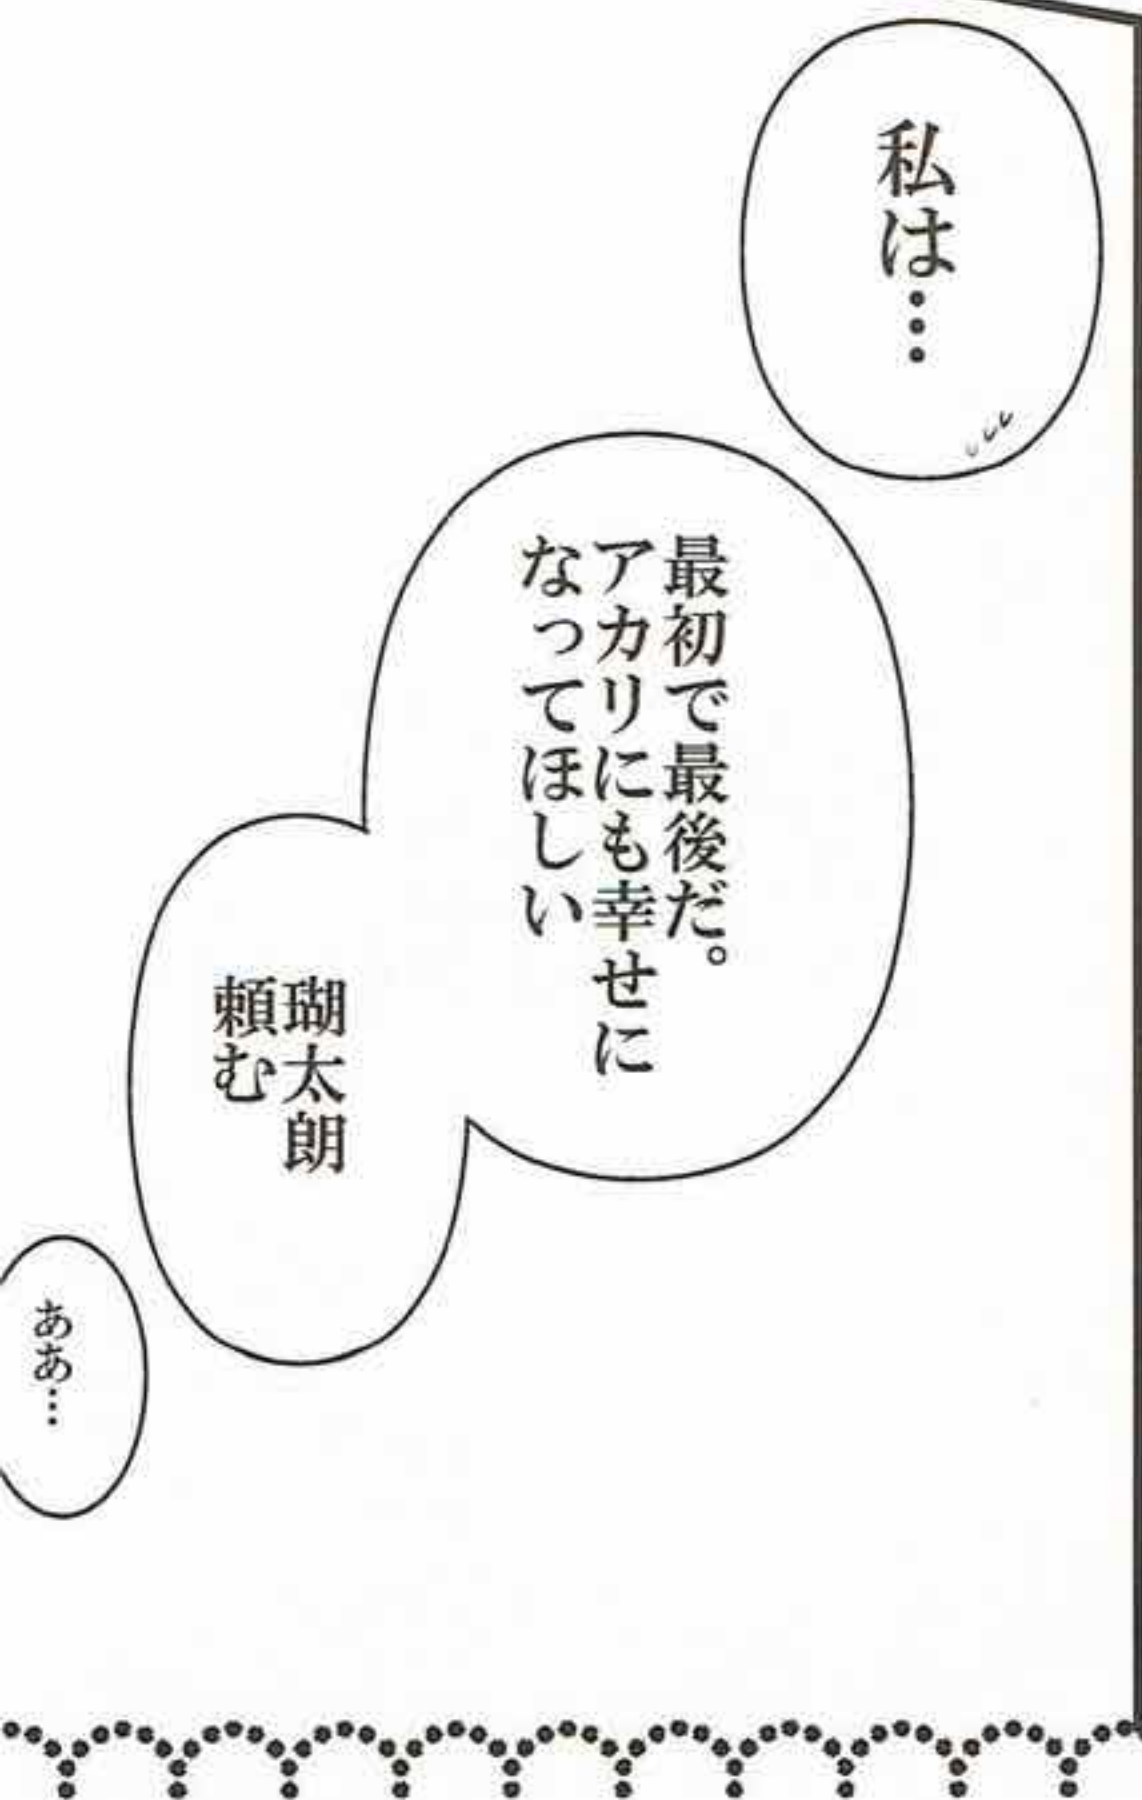 私は…
最初で最後だ。
アカリにも幸せに
なってほしい
瑚太朗
頼む
ああ…